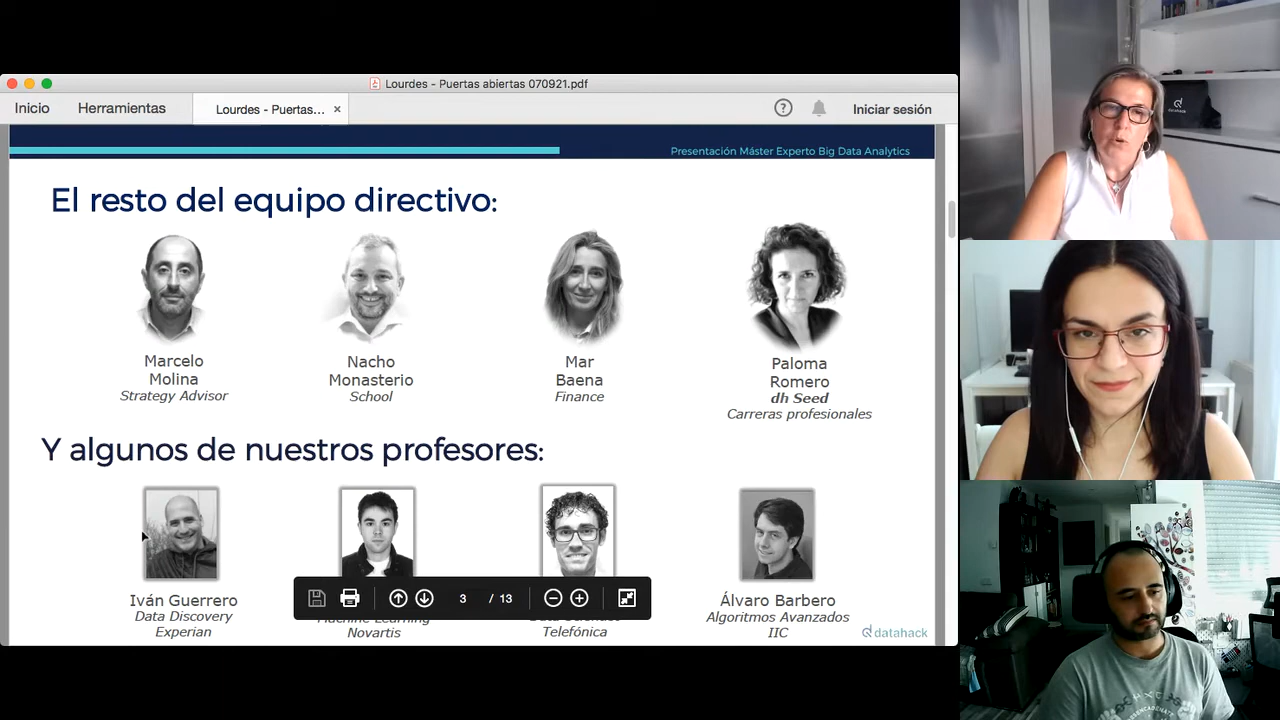 Lourdes - Puertas abiertas 070921.pdf
Inicio
Herramientas
Lourdes - Puertas... ×
Iniciar sesión
Presentación Máster Experto Big Data Analytics
El resto del equipo directivo:
Marcelo
Molina
Strategy Advisor
Nacho
Monasterio
School
Mar
Baena
Finance
Paloma
Romero
dh Seed
Carreras profesionales
Y algunos de nuestros profesores:
3 / 13
Iván Guerrero
Data Discovery
Experian
Machine Learning
Novartis
Telefónica
Álvaro Barbero
Algoritmos Avanzados
IIC
datahack
datahack